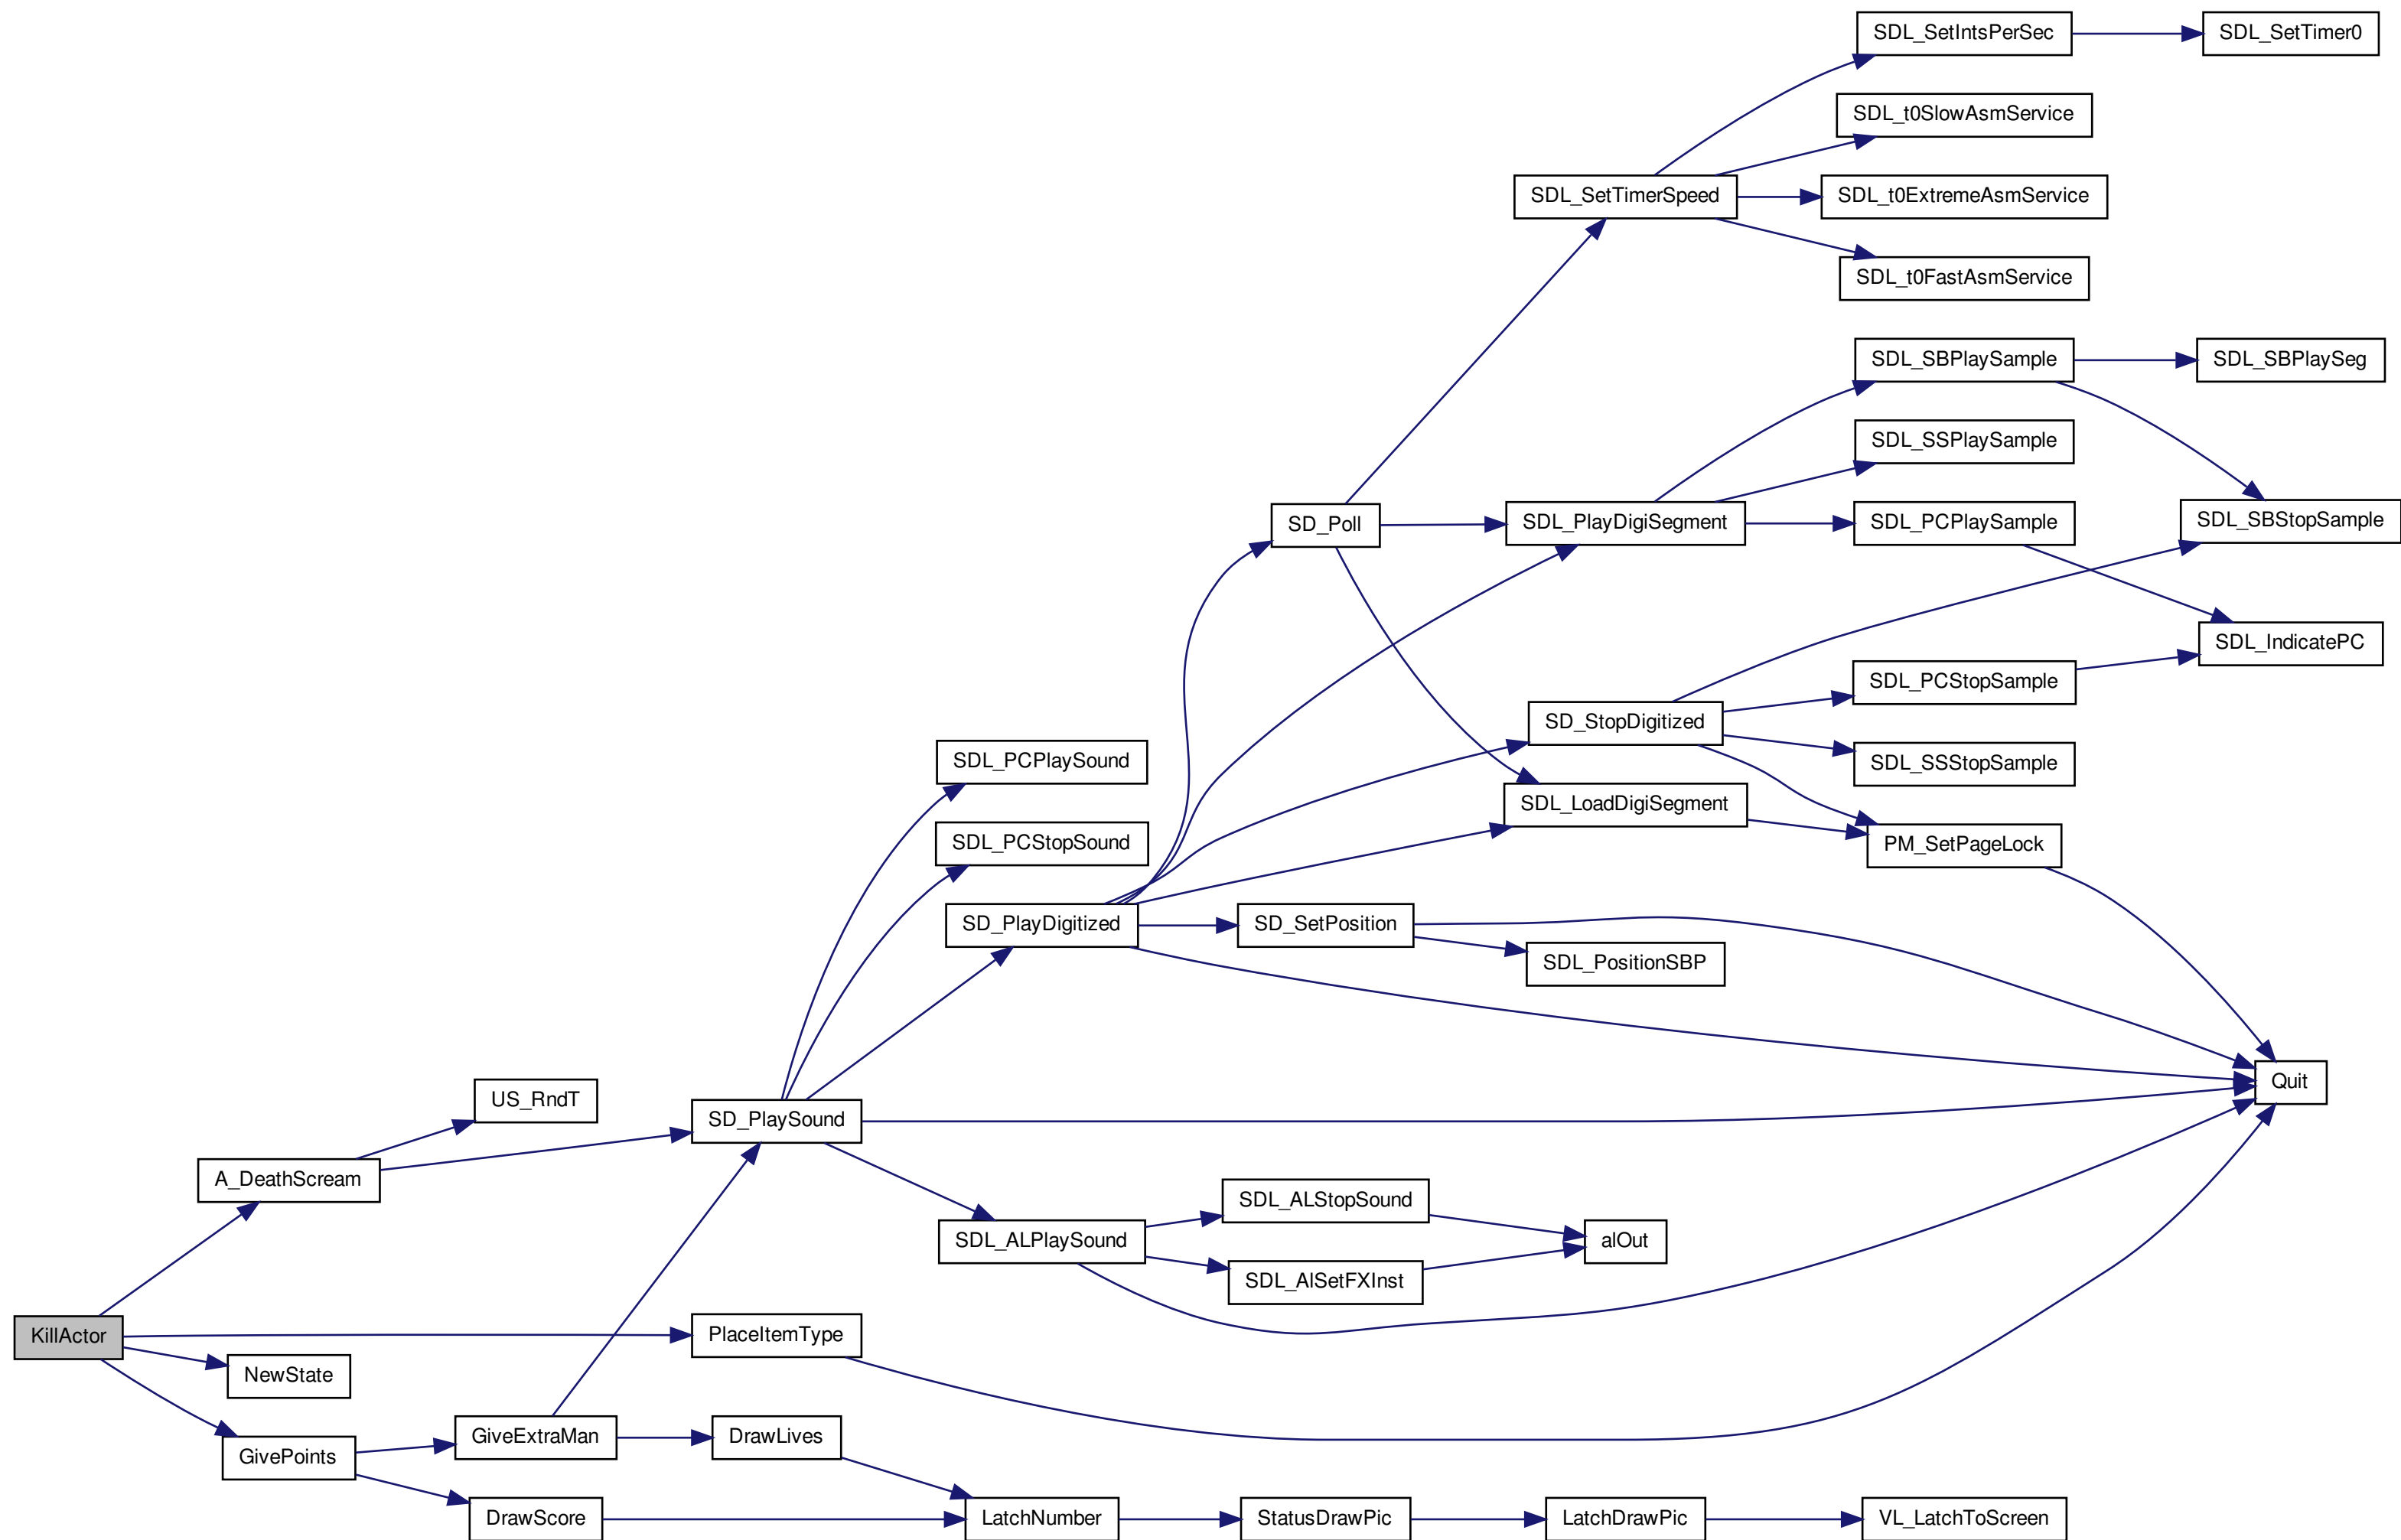 SDL_SetIntsPerSec
SDL_SetTimer0
SDL_t0SlowAsmService
SDL_SetTimerSpeed
SDL_t0ExtremeAsmService
SDL_t0FastAsmService
SDL_SBPlaySample
SDL_SBPlaySeg
SDL_SSPlaySample
SD_Poll
SDL_PlayDigiSegment
SDL_PCPlaySample
SDL_SBStopSample
SDL_IndicatePC
SDL_PCStopSample
SD_StopDigitized
SDL_PCPlaySound
SDL_SSStopSample
SDL_LoadDigiSegment
SDL_PCStopSound
PM_SetPageLock
SD_PlayDigitized
SD_SetPosition
SDL_PositionSBP
Quit
US_RndT
SD_PlaySound
A_DeathScream
SDL_ALStopSound
SDL_ALPlaySound
alOut
SDL_AlSetFXInst
KillActor
PlaceItemType
NewState
GiveExtraMan
DrawLives
GivePoints
DrawScore
LatchNumber
StatusDrawPic
LatchDrawPic
VL_LatchToScreen